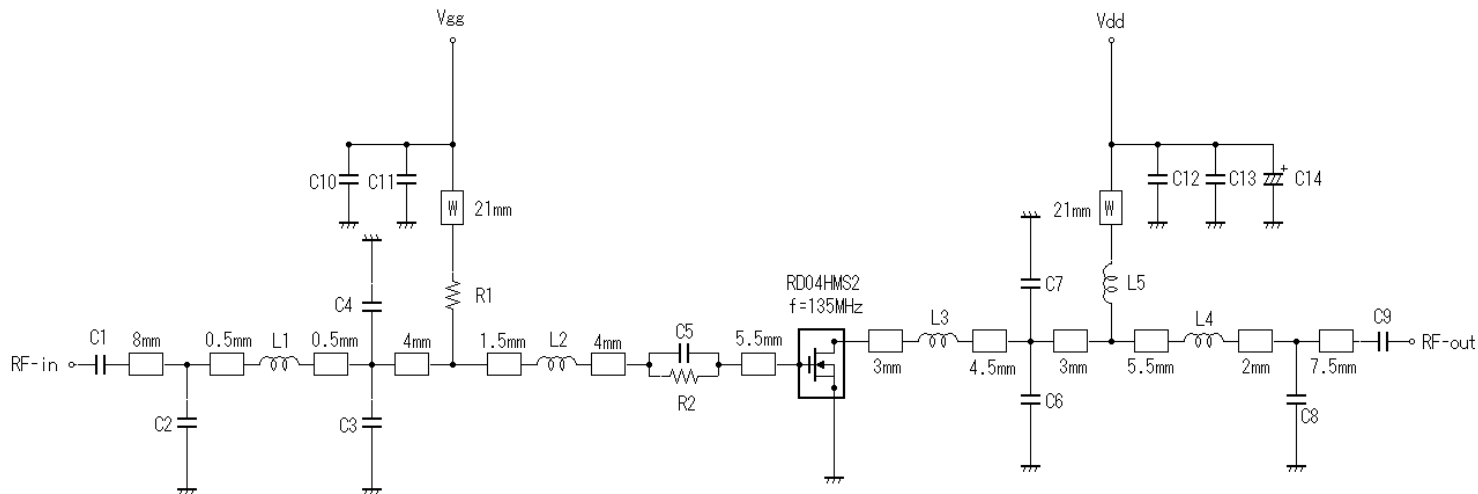 Vgg
Vdd
C10
C11
W
21mm
C12
C13
+
C14
21mm
W
C4
R1
RD04HMS2
f=135MHz
C7
L5
RF-in
C1
8mm
0.5mm
L1
0.5mm
4mm
1.5mm
L2
4mm
C5
R2
5.5mm
3mm
L3
4.5mm
3mm
5.5mm
L4
2mm
7.5mm
C9
RF-out
C2
C3
C6
C8